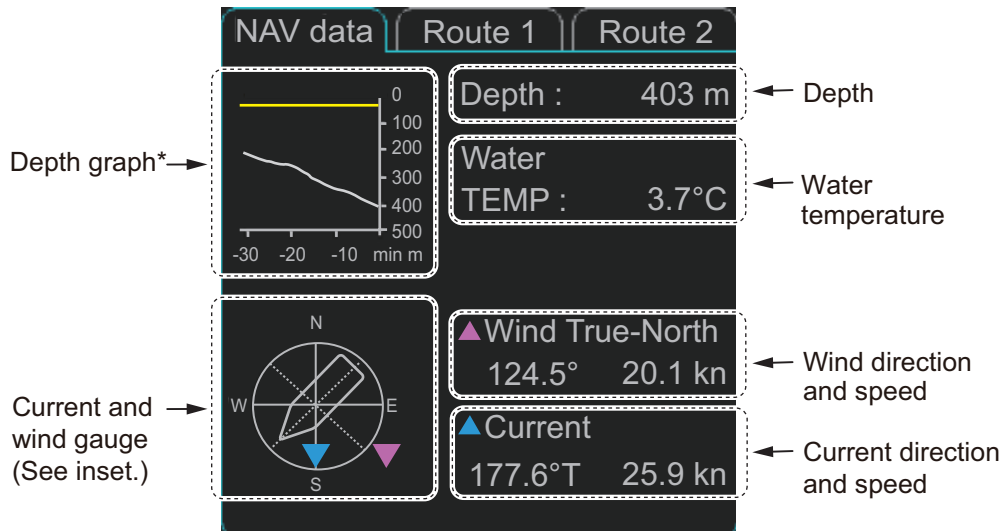 NAV data
Route 1
Route 2
Depth graph*
0
100
200
300
400
500
-30 -20 -10 min m
Depth : 403 m
Depth
Water
TEMP : 3.7°C
Water
temperature
Current and
wind gauge
(See inset.)
N
W
E
S
Wind True-North
124.5° 20.1 kn
Wind direction
and speed
Current
177.6°T 25.9 kn
Current direction
and speed